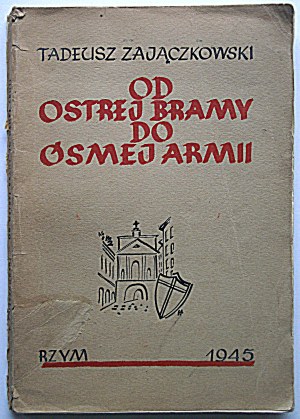 TADEUSZ ZAJĄCZKOWSKI
OD
OSTREJ BRAMY
DO
ÓSMEJ ARMII
RZYM 1945